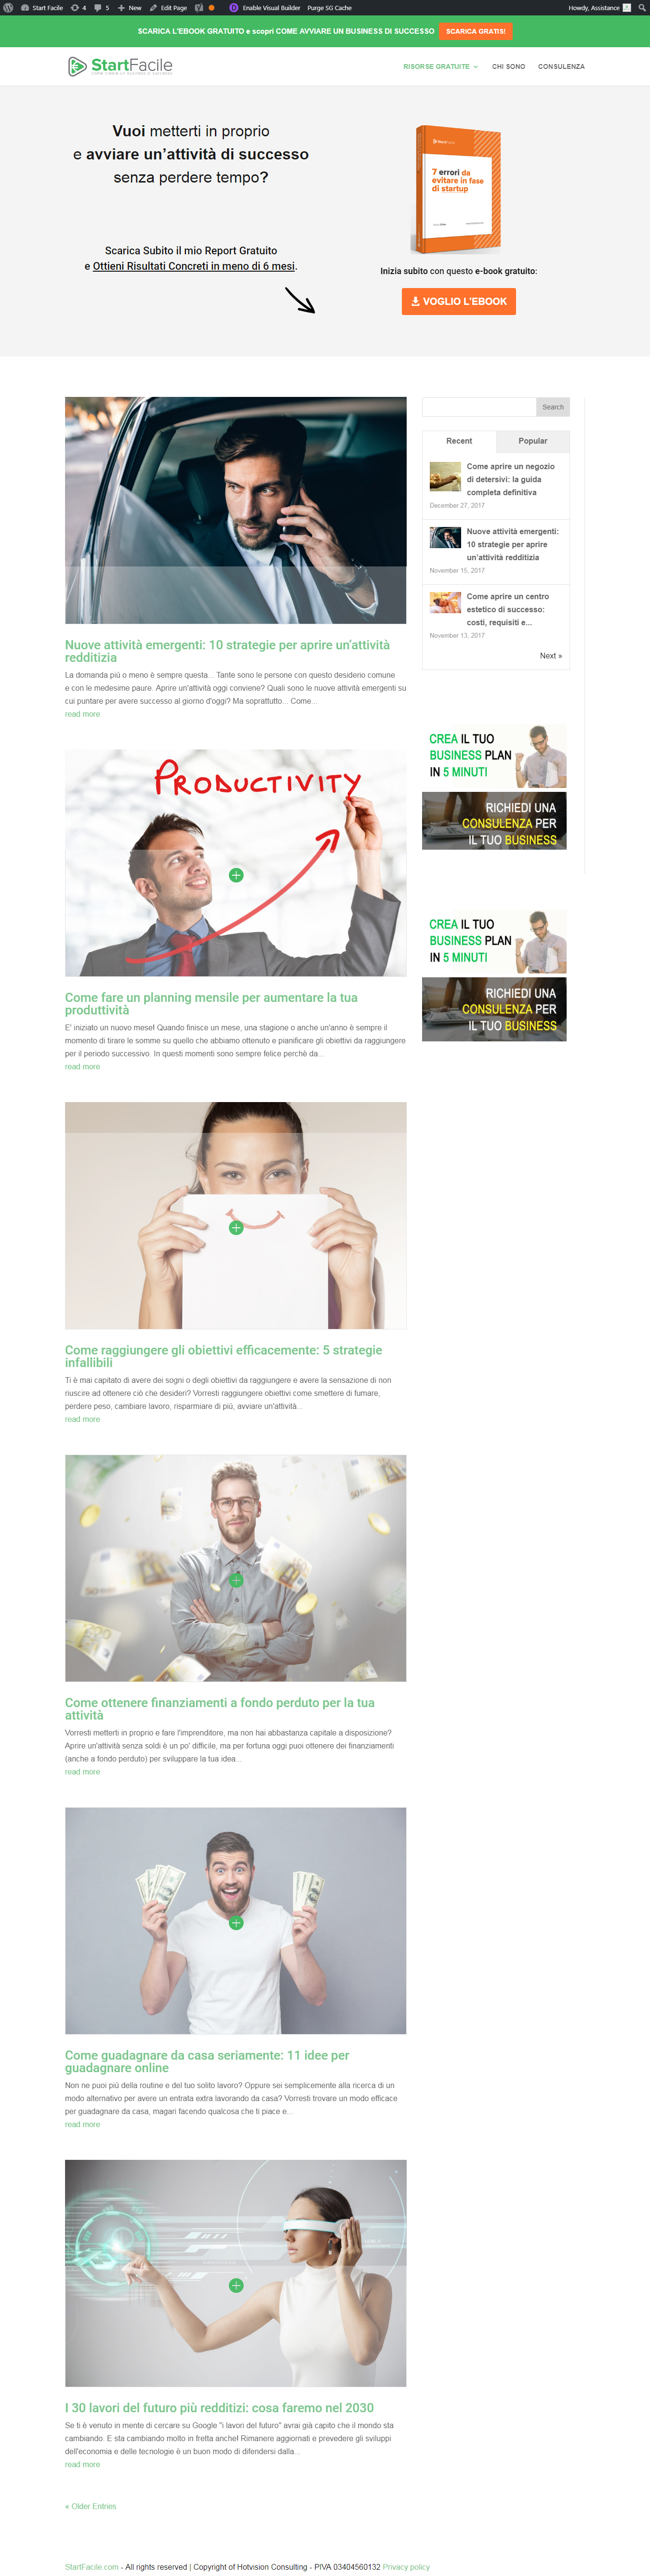 Start Facile 4 5 New Edit Page Enable Visual Builder Purge SG Cache Howdy, Assistance
SCARICA L'EBOOK GRATUITO e scopri COME AVVIARE UN BUSINESS DI SUCCESSO SCARICA GRATIS!
StartFacile
RISORSE GRATUITE CHI SONO CONSULENZA
Vuoi metterti in proprio
e avviare un'attività di successo
senza perdere tempo?
Scarica Subito il mio Report Gratuito
e Ottieni Risultati Concreti in meno di 6 mesi.
7 errori da
evitare in fase
di startup
Inizia subito con questo e-book gratuito:
VOGLIO L'EBOOK
Nuove attività emergenti: 10 strategie per aprire un'attività
redditizia
La domanda più o meno è sempre questa... Tante sono le persone con questo desiderio comune
e con le medesime paure. Aprire un'attività oggi conviene? Quali sono le nuove attività emergenti su
cui puntare per avere successo al giorno d'oggi? Ma soprattutto... Come...
read more
PRODUCTIVITY
Come fare un planning mensile per aumentare la tua
produttività
E' iniziato un nuovo mese! Quando finisce un mese, una stagione o anche un'anno è sempre il
momento di tirare le somme su quello che abbiamo ottenuto e pianificare gli obiettivi da raggiungere
per il periodo successivo. In questi momenti sono sempre felice perchè da...
read more
Come raggiungere gli obiettivi efficacemente: 5 strategie
infallibili
Ti è mai capitato di avere dei sogni o degli obiettivi da raggiungere e avere la sensazione di non
riuscire ad ottenere ciò che desideri? Vorresti raggiungere obiettivi come smettere di fumare,
perdere peso, cambiare lavoro, risparmiare di più, avviare un'attività...
read more
Come ottenere finanziamenti a fondo perduto per la tua
attività
Vorresti metterti in proprio e fare l'imprenditore, ma non hai abbastanza capitale a disposizione?
Aprire un'attività senza soldi è un po' difficile, ma per fortuna oggi puoi ottenere dei finanziamenti
(anche a fondo perduto) per sviluppare la tua idea...
read more
Come guadagnare da casa seriamente: 11 idee per
guadagnare online
Non ne puoi più della routine e del tuo solito lavoro? Oppure sei semplicemente alla ricerca di un
modo alternativo per avere un entrata extra lavorando da casa? Vorresti trovare un modo efficace
per guadagnare da casa, magari facendo qualcosa che ti piace e...
read more
I 30 lavori del futuro più redditizi: cosa faremo nel 2030
Se ti è venuto in mente di cercare su Google "i lavori del futuro" avrai già capito che il mondo sta
cambiando. E sta cambiando molto in fretta anche! Rimanere aggiornati e prevedere gli sviluppi
dell'economia e delle tecnologie è un buon modo di difendersi dalla...
read more
« Older Entries
Search
Recent Popular
Come aprire un negozio
di detersivi: la guida
completa definitiva
December 27, 2017
Nuove attività emergenti:
10 strategie per aprire
un'attività redditizia
November 15, 2017
Come aprire un centro
estetico di successo:
costi, requisiti e...
November 13, 2017
Next »
CREA IL TUO
BUSINESS PLAN
IN 5 MINUTI
RICHIEDI UNA
CONSULENZA PER
IL TUO BUSINESS
CREA IL TUO
BUSINESS PLAN
IN 5 MINUTI
RICHIEDI UNA
CONSULENZA PER
IL TUO BUSINESS
StartFacile.com - All rights reserved | Copyright of Hotvision Consulting - PIVA 03404560132 Privacy policy